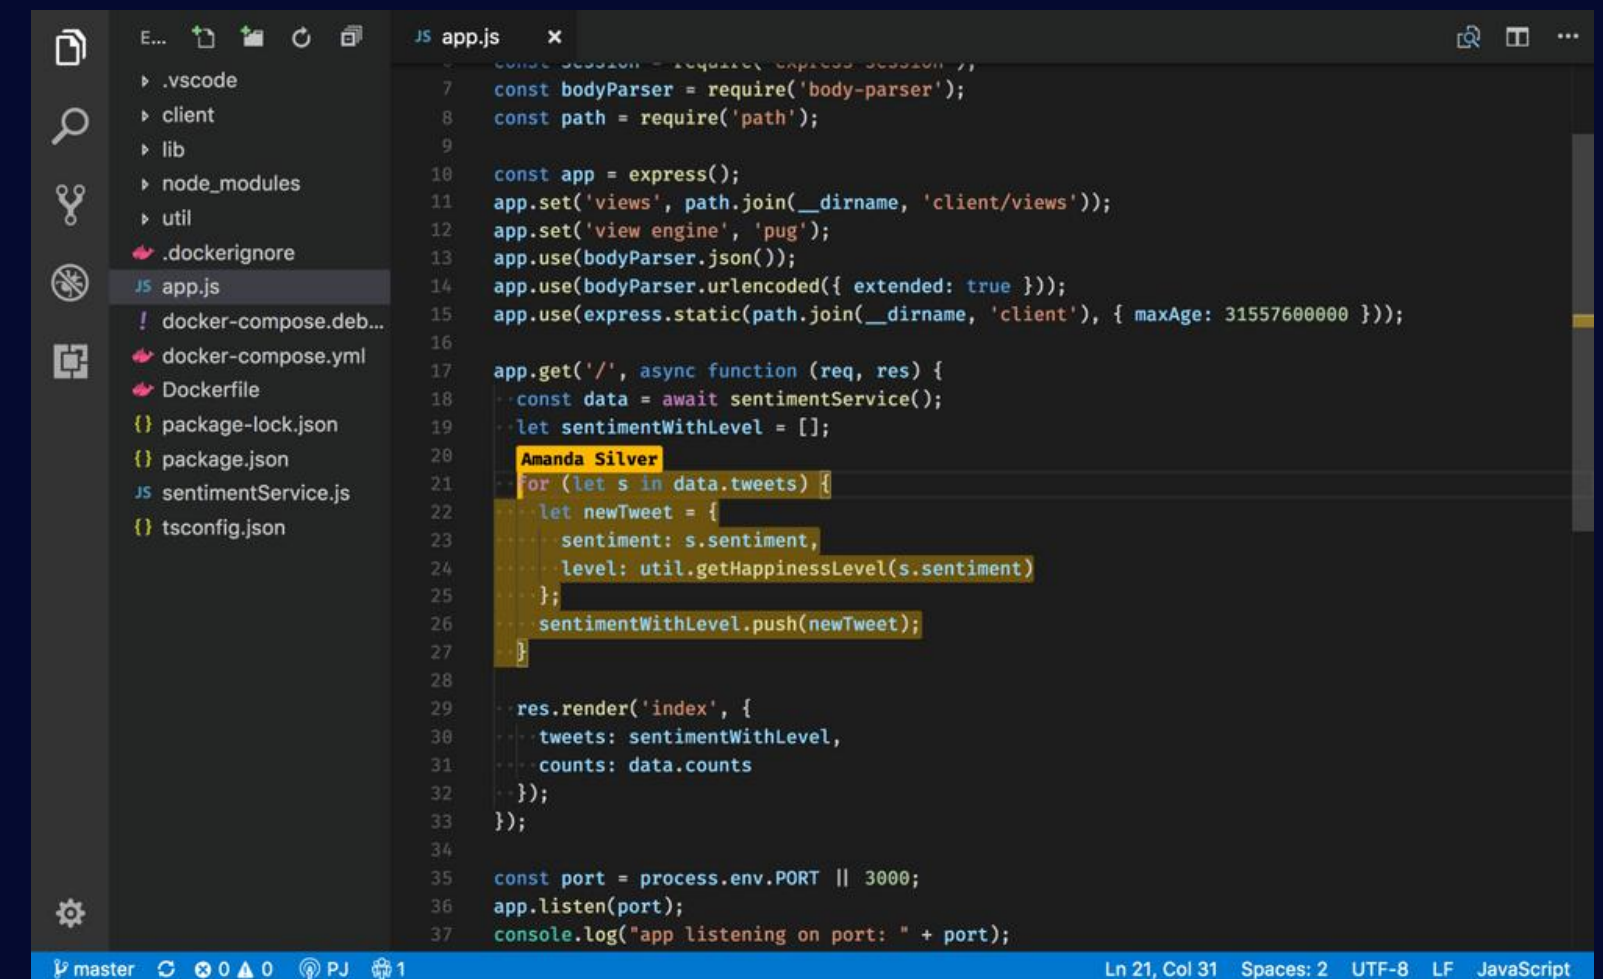 E...
JS app.js ×
.vscode
client
lib
node_modules
util
.dockerignore
JS app.js
! docker-compose.deb...
docker-compose.yml
Dockerfile
{} package-lock.json
{} package.json
JS sentimentService.js
{} tsconfig.json
6 const session = require('express-session');
7 const bodyParser = require('body-parser');
8 const path = require('path');
9
10 const app = express();
11 app.set('views', path.join(__dirname, 'client/views'));
12 app.set('view engine', 'pug');
13 app.use(bodyParser.json());
14 app.use(bodyParser.urlencoded({ extended: true }));
15 app.use(express.static(path.join(__dirname, 'client'), { maxAge: 31557600000 }));
16
17 app.get('/', async function (req, res) {
18 const data = await sentimentService();
19 let sentimentWithLevel = [];
20 Amanda Silver
21 for (let s in data.tweets) {
22 let newTweet = {
23 sentiment: s.sentiment,
24 level: util.getHappinessLevel(s.sentiment)
25 };
26 sentimentWithLevel.push(newTweet);
27 }
28
29 res.render('index', {
30 tweets: sentimentWithLevel,
31 counts: data.counts
32 });
33 });
34
35 const port = process.env.PORT || 3000;
36 app.listen(port);
37 console.log("app listening on port: " + port);
master 0 0 PJ 1 Ln 21, Col 31 Spaces: 2 UTF-8 LF JavaScript